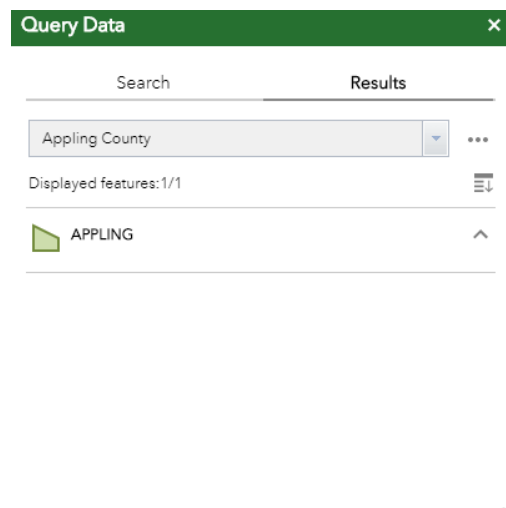 Query Data
Search Results
Appling County
Displayed features:1/1
APPLING